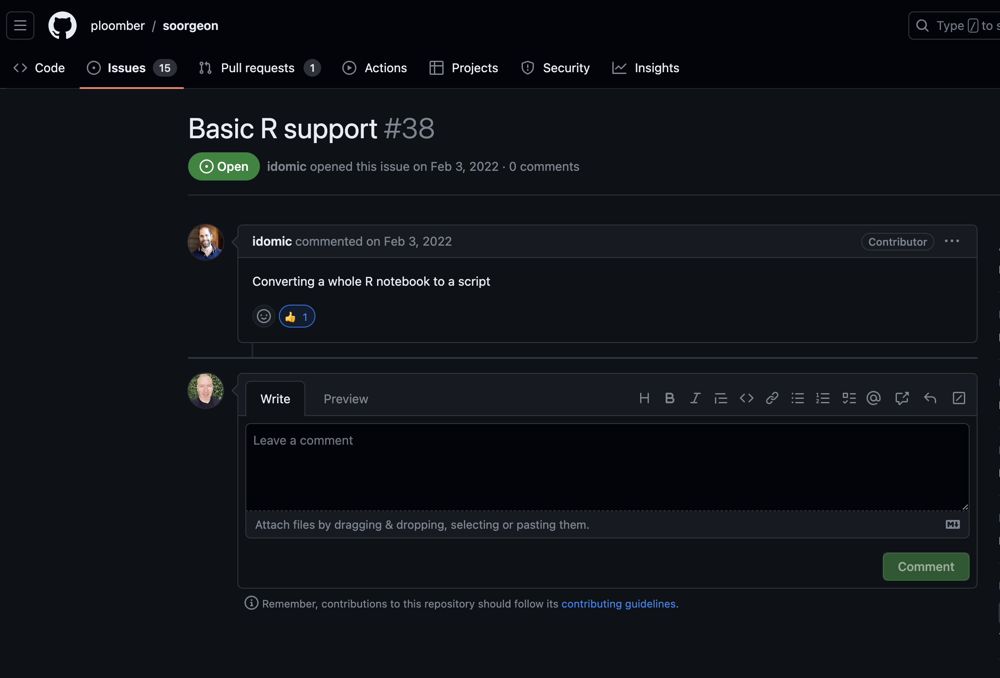 ploomber / soorgeon
Type / to s
Code
Issues 15
Pull requests 1
Actions
Projects
Security
Insights
Basic R support #38
Open
idomic opened this issue on Feb 3, 2022 · 0 comments
idomic commented on Feb 3, 2022
Contributor
Converting a whole R notebook to a script
👍 1
Write
Preview
Leave a comment
Attach files by dragging & dropping, selecting or pasting them.
Comment
Remember, contributions to this repository should follow its contributing guidelines.